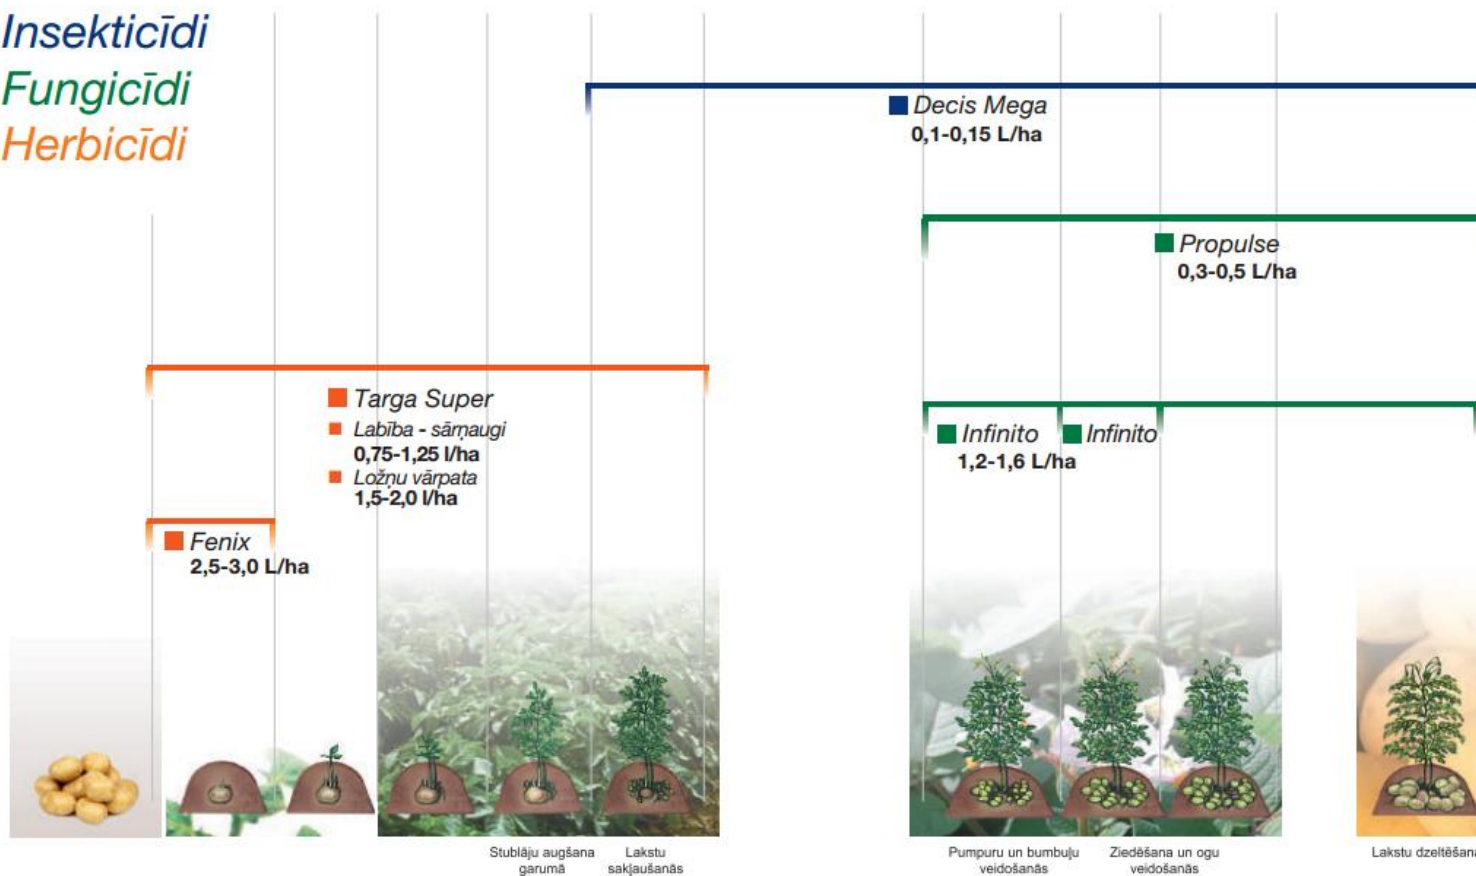 Insekticīdi
Fungicīdi
Herbicīdi
Decis Mega
0,1-0,15 L/ha
Propulse
0,3-0,5 L/ha
Targa Super
Labība - sārņaugi
0,75-1,25 l/ha
Ložņu vārpata
1,5-2,0 l/ha
Infinito
1,2-1,6 L/ha
Infinito
Fenix
2,5-3,0 L/ha
Stublāju augšana
garumā
Lakstu
sakļaušanās
Pumpuru un bumbuļu
veidošanās
Ziedēšana un ogu
veidošanās
Lakstu dzeltēšana